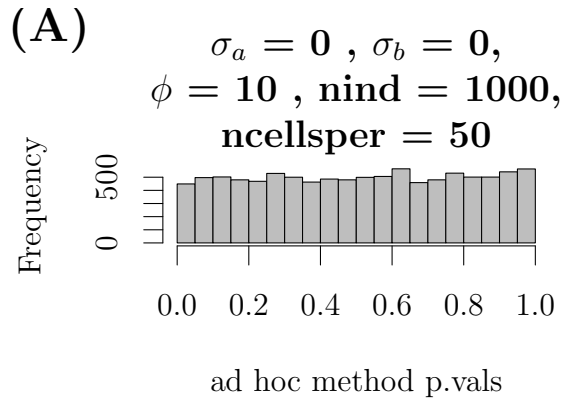 (A)
σ_a = 0 , σ_b = 0,
ϕ = 10 , nind = 1000,
ncellsper = 50
Frequency
0 500
0.0 0.2 0.4 0.6 0.8 1.0
ad hoc method p.vals